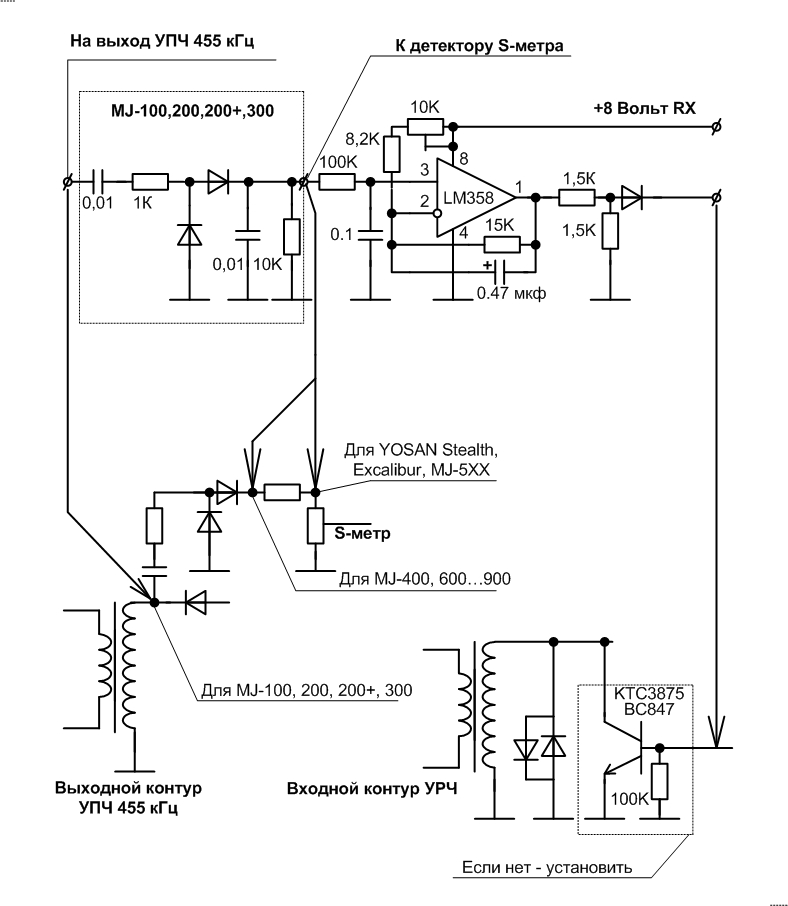 На выход УПЧ 455 кГц
К детектору S-метра
MJ-100,200,200+,300
10K
+8 Вольт RX
8,2K
100K
3
8
1,5K
2
LM358
1
0,01
1К
4
15K
1,5K
0.1
0,01
10K
+
0.47 мкф
Для YOSAN Stealth,
Excalibur, MJ-5XX
S-метр
Для MJ-400, 600...900
Для MJ-100, 200, 200+, 300
KTC3875
BC847
Выходной контур
УПЧ 455 кГц
Входной контур УРЧ
100K
Если нет - установить